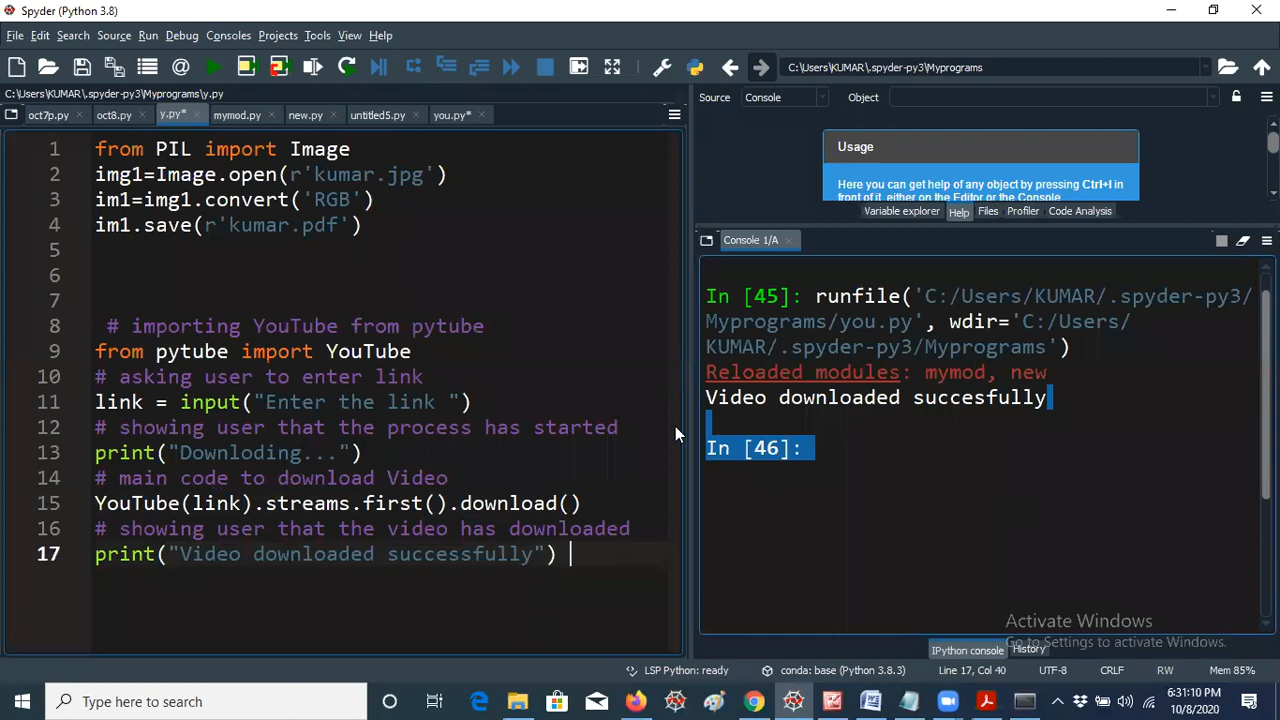 Spyder (Python 3.8)
File Edit Search Source Run Debug Consoles Projects Tools View Help
C:\Users\KUMAR\.spyder-py3\Myprograms
C:\Users\KUMAR\.spyder-py3\Myprograms\y.py
Source Console Object
oct7p.py oct8.py y.py* mymod.py new.py untitled5.py you.py*
Usage
Here you can get help of any object by pressing Ctrl+I in
front of it, either on the Editor or the Console.
Variable explorer Help Files Profiler Code Analysis
1 from PIL import Image
2 img1=Image.open(r'kumar.jpg')
3 im1=img1.convert('RGB')
4 im1.save(r'kumar.pdf')
5
6
7
8 # importing YouTube from pytube
9 from pytube import YouTube
10 # asking user to enter link
11 link = input("Enter the link ")
12 # showing user that the process has started
13 print("Downloding...")
14 # main code to download Video
15 YouTube(link).streams.first().download()
16 # showing user that the video has downloaded
17 print("Video downloaded successfully")
Console 1/A
In [45]: runfile('C:/Users/KUMAR/.spyder-py3/
Myprograms/you.py', wdir='C:/Users/
KUMAR/.spyder-py3/Myprograms')
Reloaded modules: mymod, new
Video downloaded succesfully
In [46]:
Activate Windows
Go to Settings to activate Windows.
IPython console History
LSP Python: ready conda: base (Python 3.8.3) Line 17, Col 40 UTF-8 CRLF RW Mem 85%
Type here to search
6:31:10 PM
10/8/2020